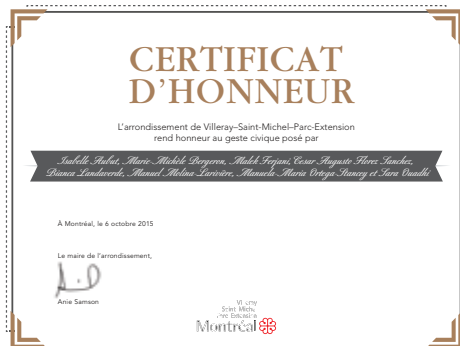 CERTIFICAT
D'HONNEUR
L'arrondissement de Villeray–Saint-Michel–Parc-Extension
rend honneur au geste civique posé par
Isabelle Aubut, Marie-Michèle Bergeron, Malek Ferjani, Cesar Augusto Florez Sanchez,
Bianca Landaverde, Manuel Molina-Larivière, Manuela-Maria Ortega-Stancey et Sara Ouadhi
À Montréal, le 6 octobre 2015
Le maire de l'arrondissement,
Anie Samson
Villeray
Saint-Michel
Parc-Extension
Montréal